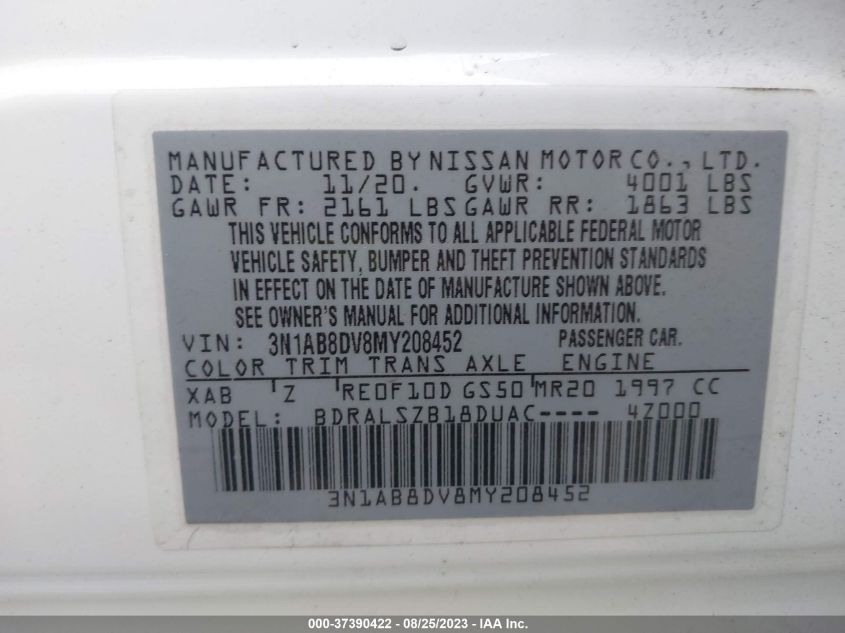 MANUFACTURED BY NISSAN MOTOR CO., LTD.
DATE: 11/20. GVWR: 4001 LBS
GAWR FR: 2161 LBS GAWR RR: 1863 LBS
THIS VEHICLE CONFORMS TO ALL APPLICABLE FEDERAL MOTOR
VEHICLE SAFETY, BUMPER AND THEFT PREVENTION STANDARDS
IN EFFECT ON THE DATE OF MANUFACTURE SHOWN ABOVE.
SEE OWNER'S MANUAL FOR ADDITIONAL INFORMATION.
VIN: 3N1AB8DV8MY208452 PASSENGER CAR.
COLOR TRIM TRANS AXLE ENGINE
XAB Z RE0F10D GS50 MR20 1997 CC
MODEL: BDRALSZB18DUAC---- 4Z000
3N1AB8DV8MY208452
000-37390422 - 08/25/2023 - IAA Inc.